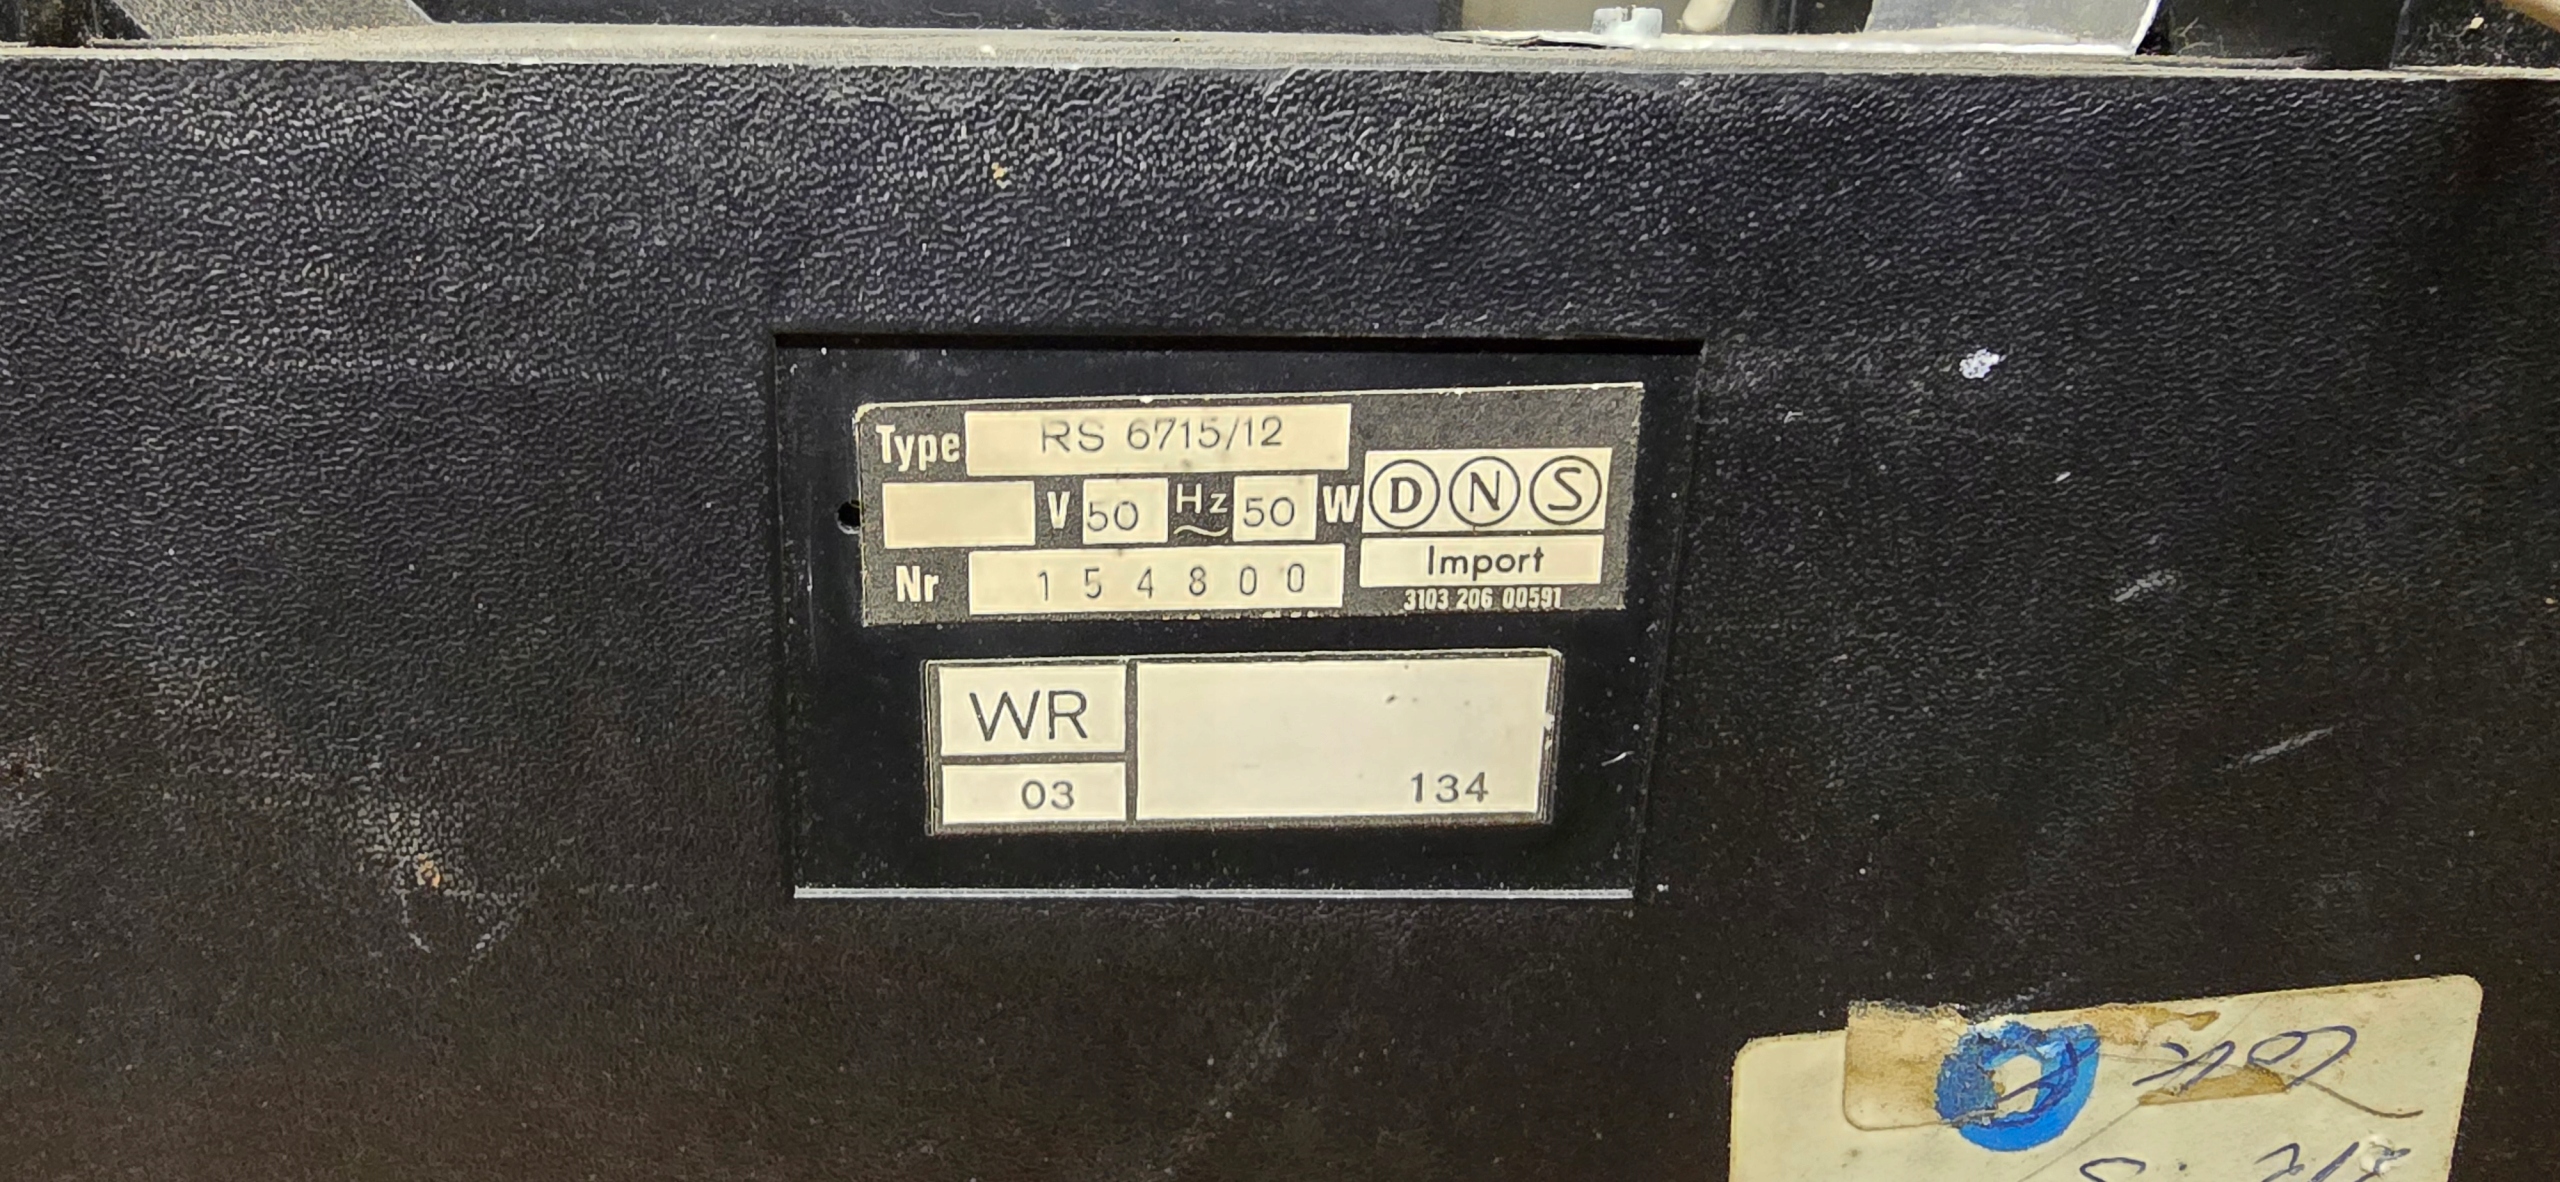 Type RS 6715/12
V 50 Hz 50 W
D N S
Import
Nr 154800
3103 206 00591
WR
03 134